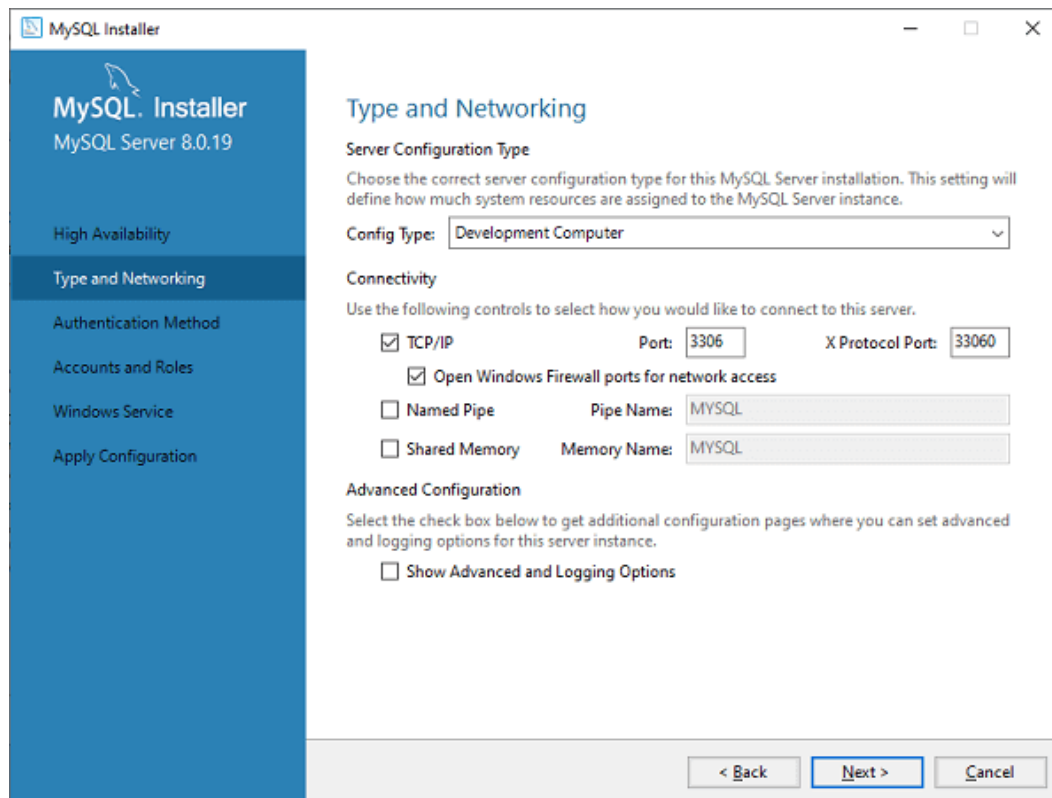 MySQL Installer
MySQL. Installer
MySQL Server 8.0.19
High Availability
Type and Networking
Authentication Method
Accounts and Roles
Windows Service
Apply Configuration
Type and Networking
Server Configuration Type
Choose the correct server configuration type for this MySQL Server installation. This setting will
define how much system resources are assigned to the MySQL Server instance.
Config Type: Development Computer
Connectivity
Use the following controls to select how you would like to connect to this server.
TCP/IP Port: 3306 X Protocol Port: 33060
Open Windows Firewall ports for network access
Named Pipe Pipe Name: MYSQL
Shared Memory Memory Name: MYSQL
Advanced Configuration
Select the check box below to get additional configuration pages where you can set advanced
and logging options for this server instance.
Show Advanced and Logging Options
< Back Next > Cancel